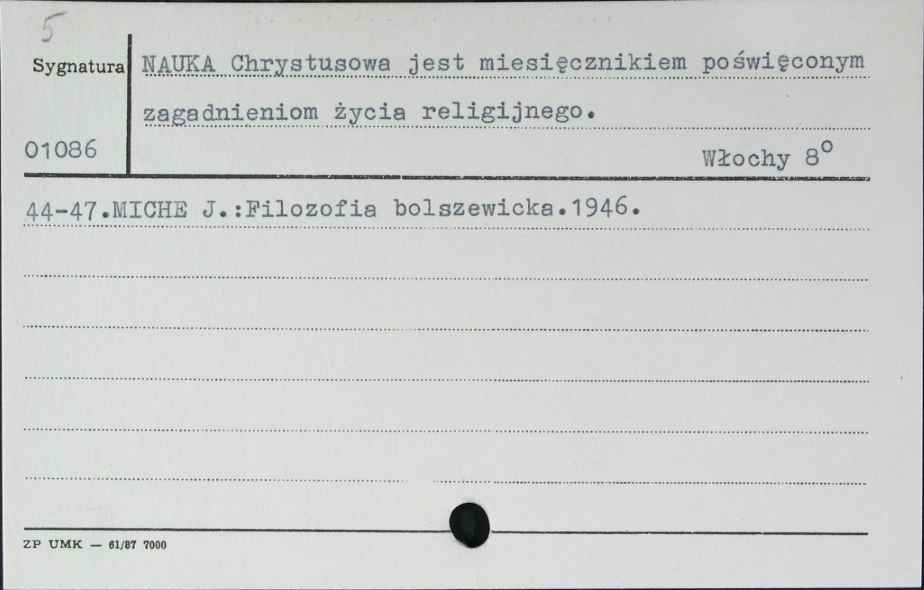 5
Sygnatura
NAUKA Chrystusowa jest miesięcznikiem poświęconym
zagadnieniom życia religijnego.
01086
Włochy 8°
44-47.MICHE J.:Filozofia bolszewicka.1946.
ZP UMK — 61/87 7000